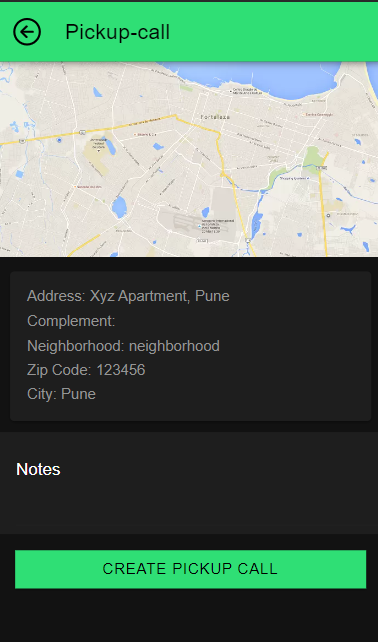 Pickup-call
Fortaleza
Address: Xyz Apartment, Pune
Complement:
Neighborhood: neighborhood
Zip Code: 123456
City: Pune
Notes
CREATE PICKUP CALL